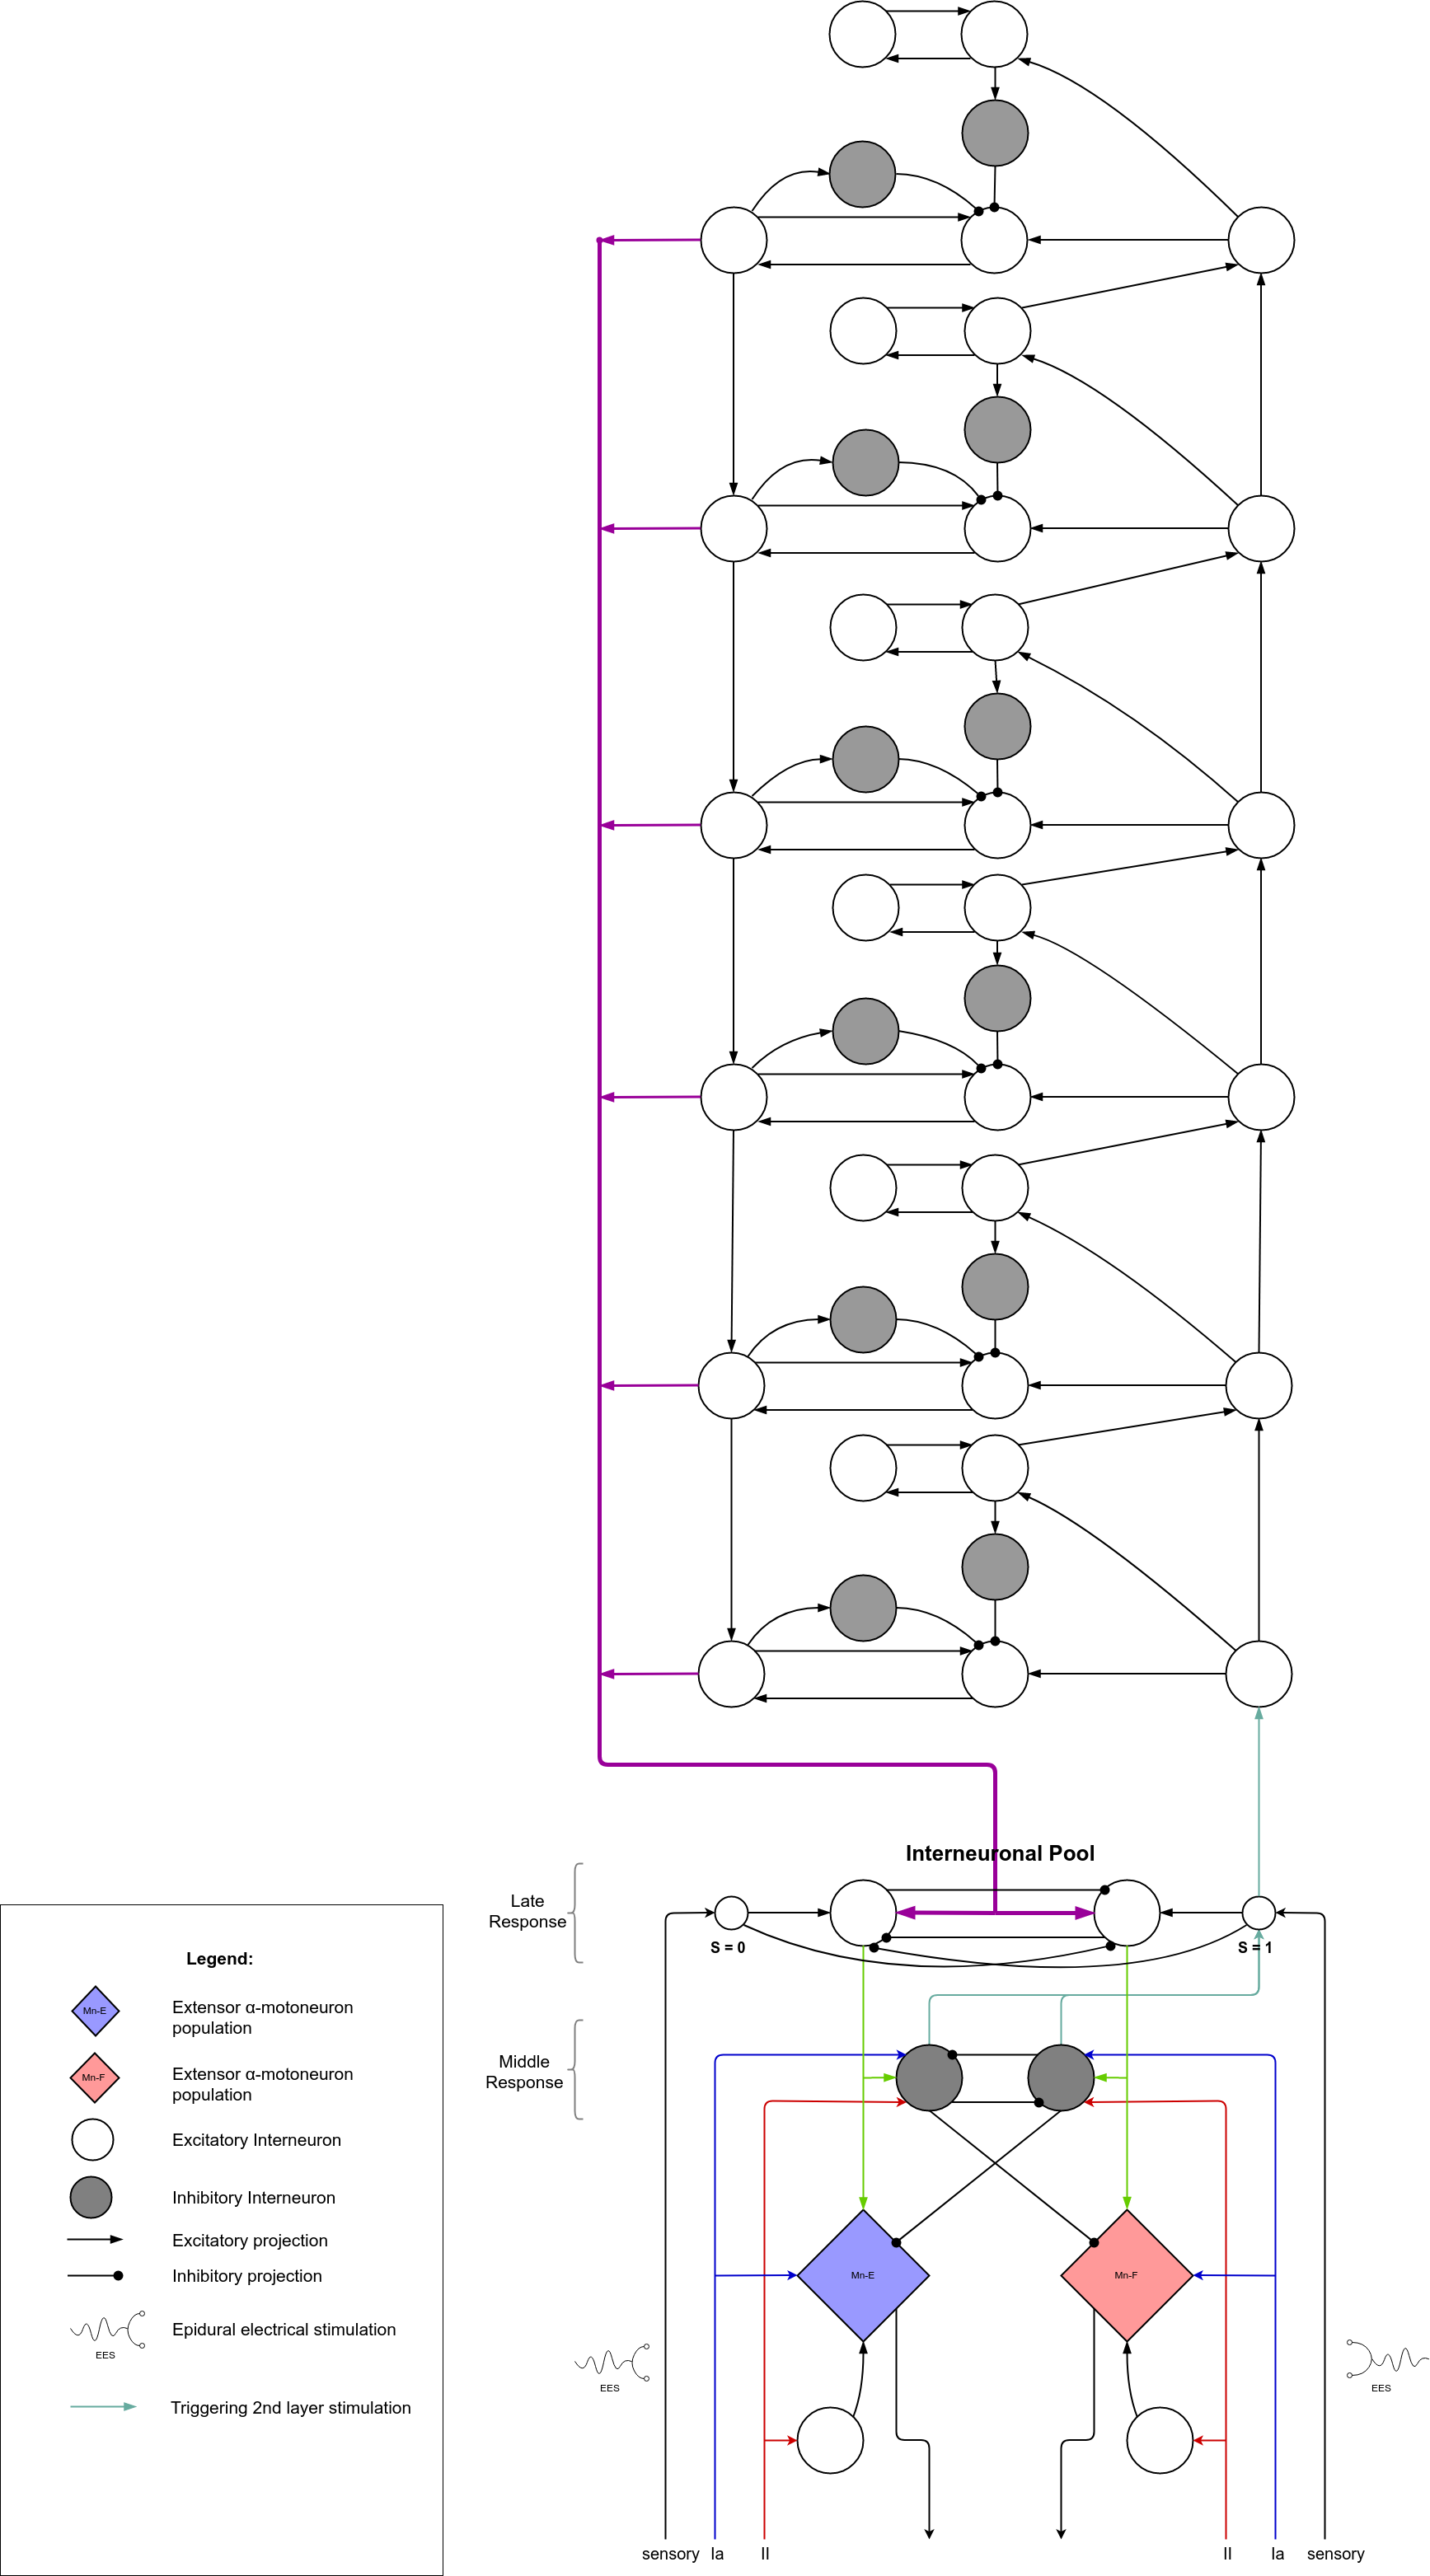 Interneuronal Pool
Late
Response
S = 0
S = 1
Middle
Response
Mn-E
Mn-F
EES
EES
sensory
Ia
II
II
Ia
sensory
Legend:
Mn-E
Extensor α-motoneuron
population
Mn-F
Extensor α-motoneuron
population
Excitatory Interneuron
Inhibitory Interneuron
Excitatory projection
Inhibitory projection
EES
Epidural electrical stimulation
Triggering 2nd layer stimulation